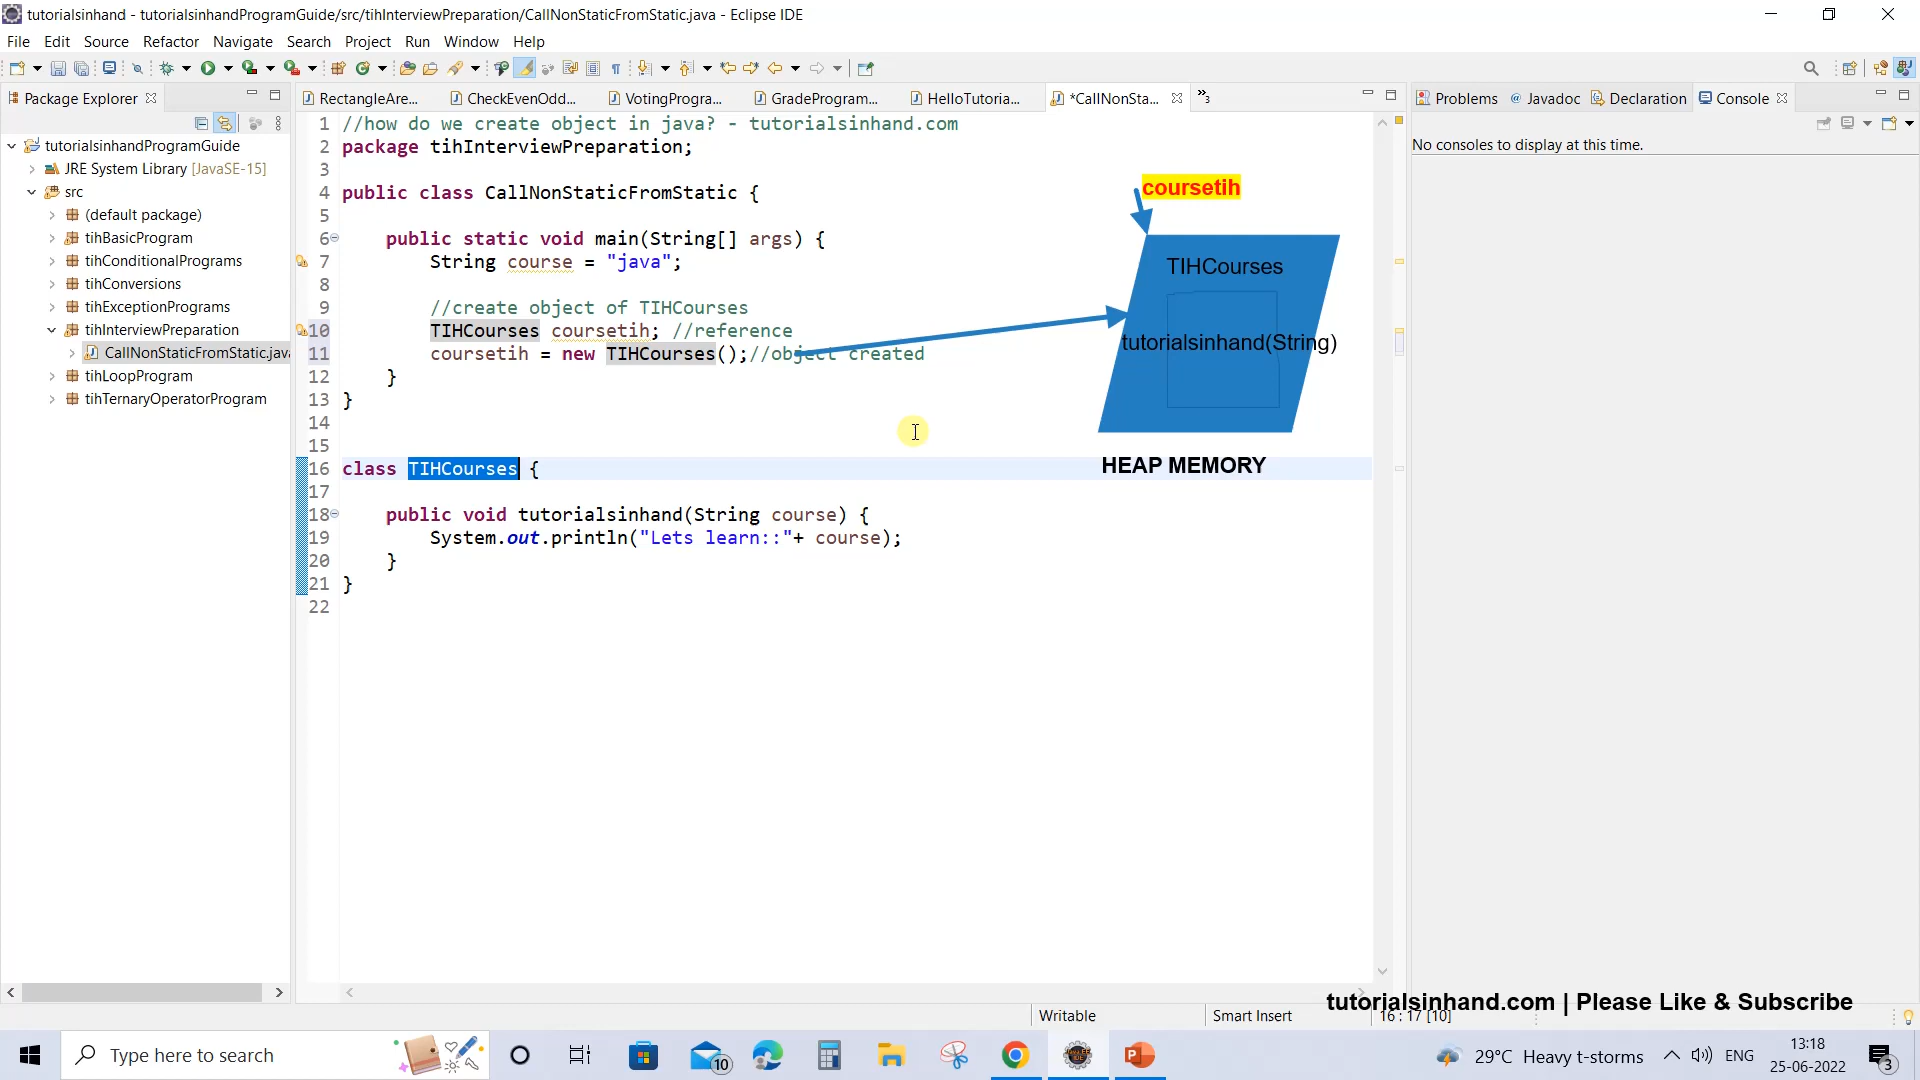 tutorialsinhand - tutorialsinhandProgramGuide/src/tihInterviewPreparation/CallNonStaticFromStatic.java - Eclipse IDE
File Edit Source Refactor Navigate Search Project Run Window Help
Package Explorer
RectangleAre...
CheckEvenOdd...
VotingProgra...
GradeProgram...
HelloTutoria...
*CallNonSta...
3
Problems
Javadoc
Declaration
Console
No consoles to display at this time.
tutorialsinhandProgramGuide
JRE System Library [JavaSE-15]
src
(default package)
tihBasicProgram
tihConditionalPrograms
tihConversions
tihExceptionPrograms
tihInterviewPreparation
CallNonStaticFromStatic.java
tihLoopProgram
tihTernaryOperatorProgram
1 //how do we create object in java? - tutorialsinhand.com
2 package tihInterviewPreparation;
3
4 public class CallNonStaticFromStatic {
5
6 public static void main(String[] args) {
7 String course = "java";
8
9 //create object of TIHCourses
10 TIHCourses coursetih; //reference
11 coursetih = new TIHCourses();//object created
12 }
13 }
14
15
16 class TIHCourses {
17
18 public void tutorialsinhand(String course) {
19 System.out.println("Lets learn::"+ course);
20 }
21 }
22
coursetih
TIHCourses
tutorialsinhand(String)
HEAP MEMORY
tutorialsinhand.com | Please Like & Subscribe
Writable
Smart Insert
16 : 17 [10]
Type here to search
10
29°C Heavy t-storms
ENG
13:18
25-06-2022
3